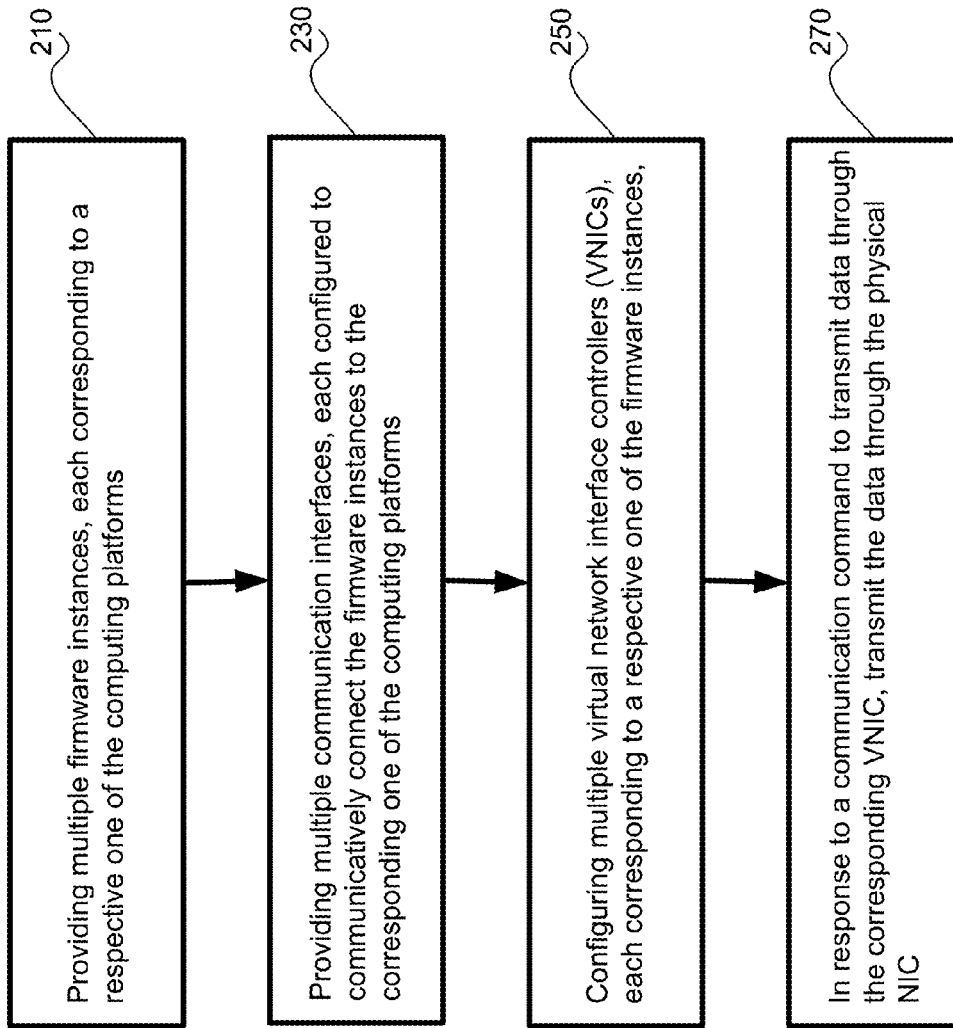 210
Providing multiple firmware instances, each corresponding to a
respective one of the computing platforms
230
Providing multiple communication interfaces, each configured to
communicatively connect the firmware instances to the
corresponding one of the computing platforms
250
Configuring multiple virtual network interface controllers (VNICs),
each corresponding to a respective one of the firmware instances,
270
In response to a communication command to transmit data through
the corresponding VNIC, transmit the data through the physical
NIC